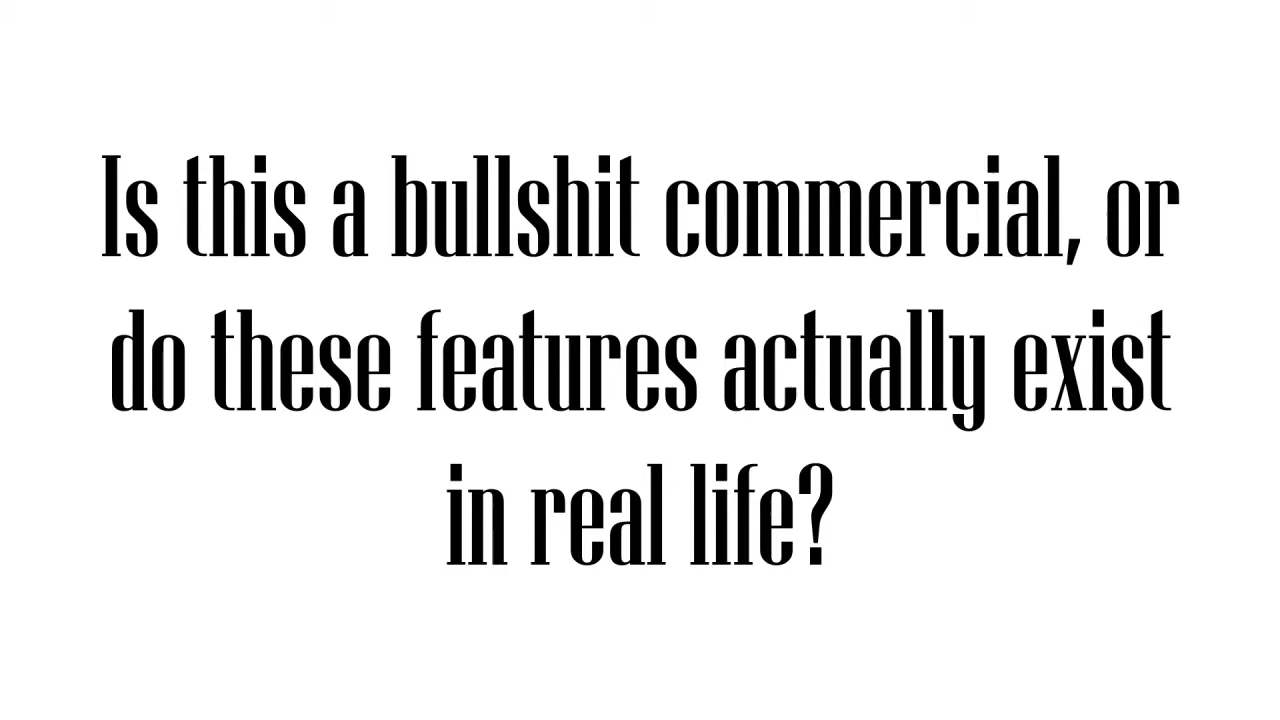 Is this a bullshit commercial, or
do these features actually exist
in real life?